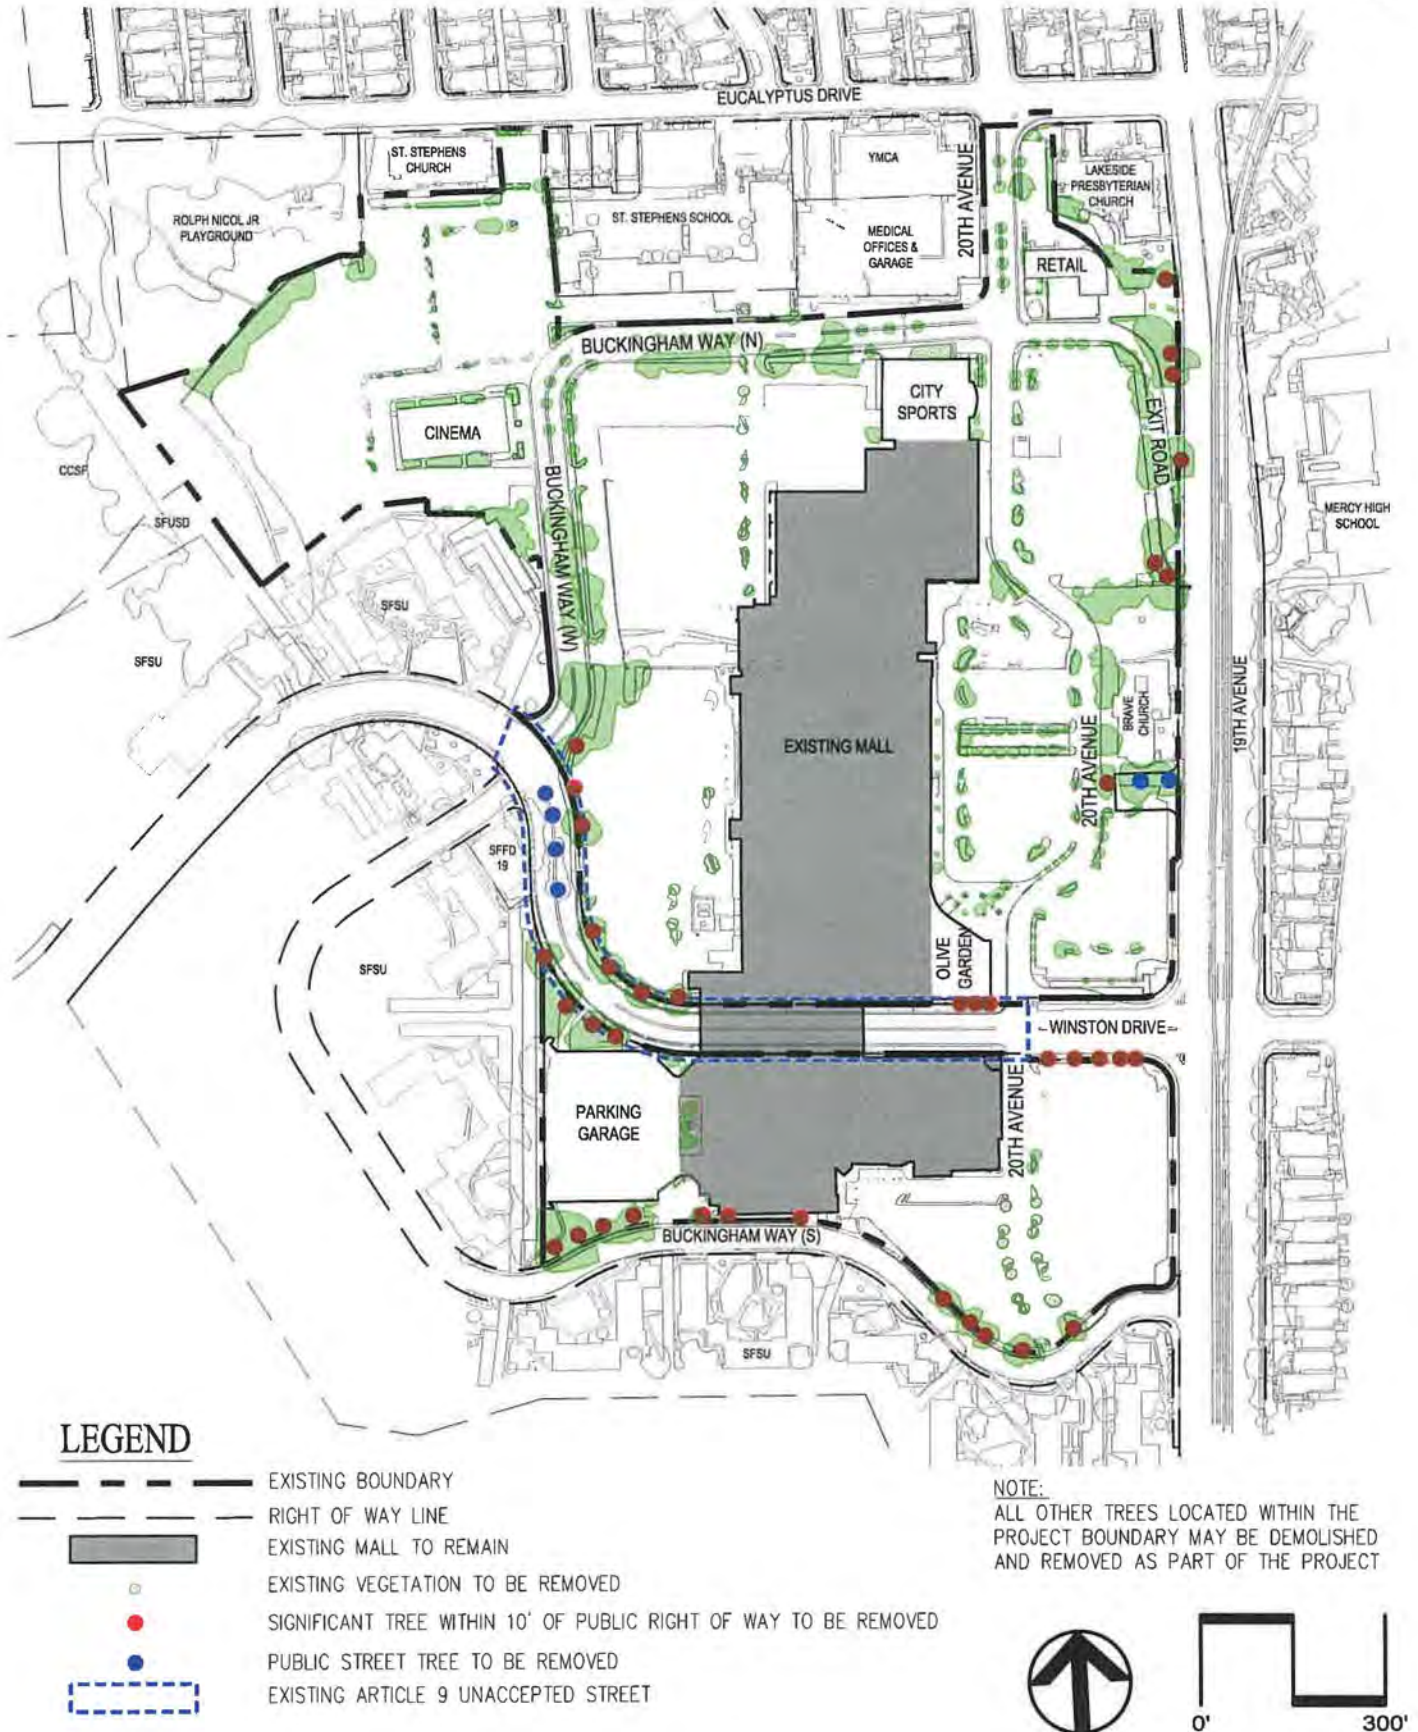 EUCALYPTUS DRIVE
ST. STEPHENS
CHURCH
YMCA
20TH AVENUE
LAKESIDE
PRESBYTERIAN
CHURCH
ROLPH NICOL JR
PLAYGROUND
ST. STEPHENS SCHOOL
MEDICAL
OFFICES &
GARAGE
RETAIL
BUCKINGHAM WAY (N)
CITY
SPORTS
EXIT ROAD
CINEMA
CCSF
BUCKINGHAM WAY (W)
SFUSD
MERCY HIGH
SCHOOL
SFSU
SFSU
19TH AVENUE
BRAVE
CHURCH
EXISTING MALL
20TH AVENUE
SFFD
19
SFSU
OLIVE
GARDEN
WINSTON DRIVE
PARKING
GARAGE
20TH AVENUE
BUCKINGHAM WAY (S)
SFSU
LEGEND
EXISTING BOUNDARY
RIGHT OF WAY LINE
EXISTING MALL TO REMAIN
EXISTING VEGETATION TO BE REMOVED
SIGNIFICANT TREE WITHIN 10' OF PUBLIC RIGHT OF WAY TO BE REMOVED
PUBLIC STREET TREE TO BE REMOVED
EXISTING ARTICLE 9 UNACCEPTED STREET
NOTE:
ALL OTHER TREES LOCATED WITHIN THE
PROJECT BOUNDARY MAY BE DEMOLISHED
AND REMOVED AS PART OF THE PROJECT
0' 300'